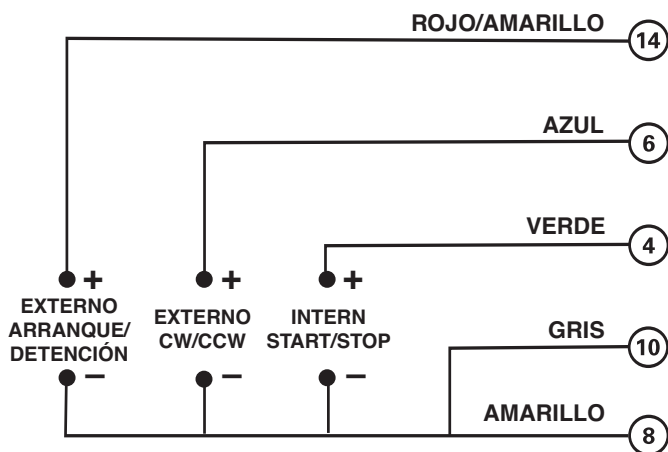 ROJO/AMARILLO
14
AZUL
6
VERDE
4
+ + +
EXTERNO
ARRANQUE/
DETENCIÓN
EXTERNO
CW/CCW
INTERN
START/STOP
GRIS
10
− − −
AMARILLO
8